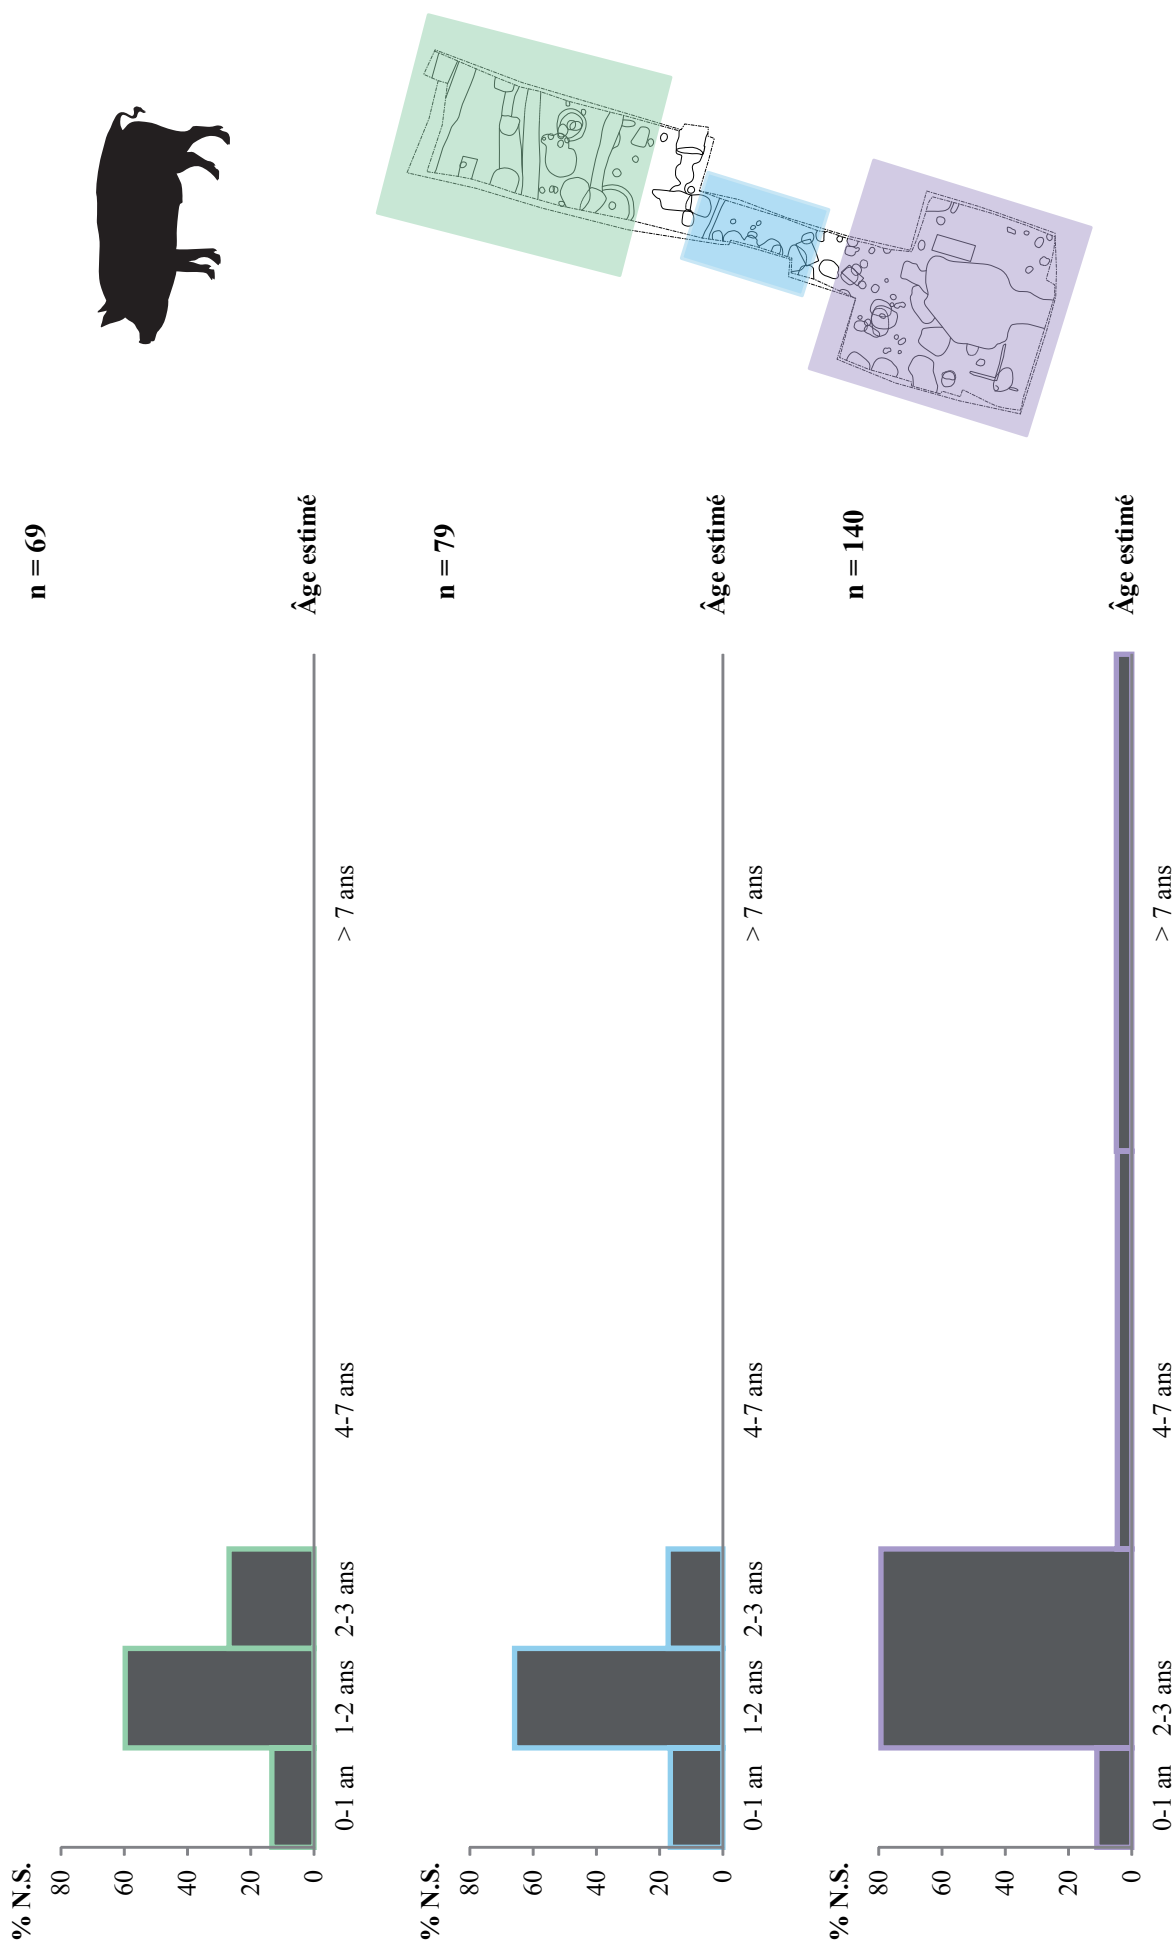 % N.S.
n = 69
80
60
40
20
0
0-1 an 1-2 ans 2-3 ans 4-7 ans > 7 ans
Âge estimé
% N.S.
n = 79
80
60
40
20
0
0-1 an 1-2 ans 2-3 ans 4-7 ans > 7 ans
Âge estimé
% N.S.
n = 140
80
60
40
20
0
0-1 an 2-3 ans 4-7 ans > 7 ans
Âge estimé